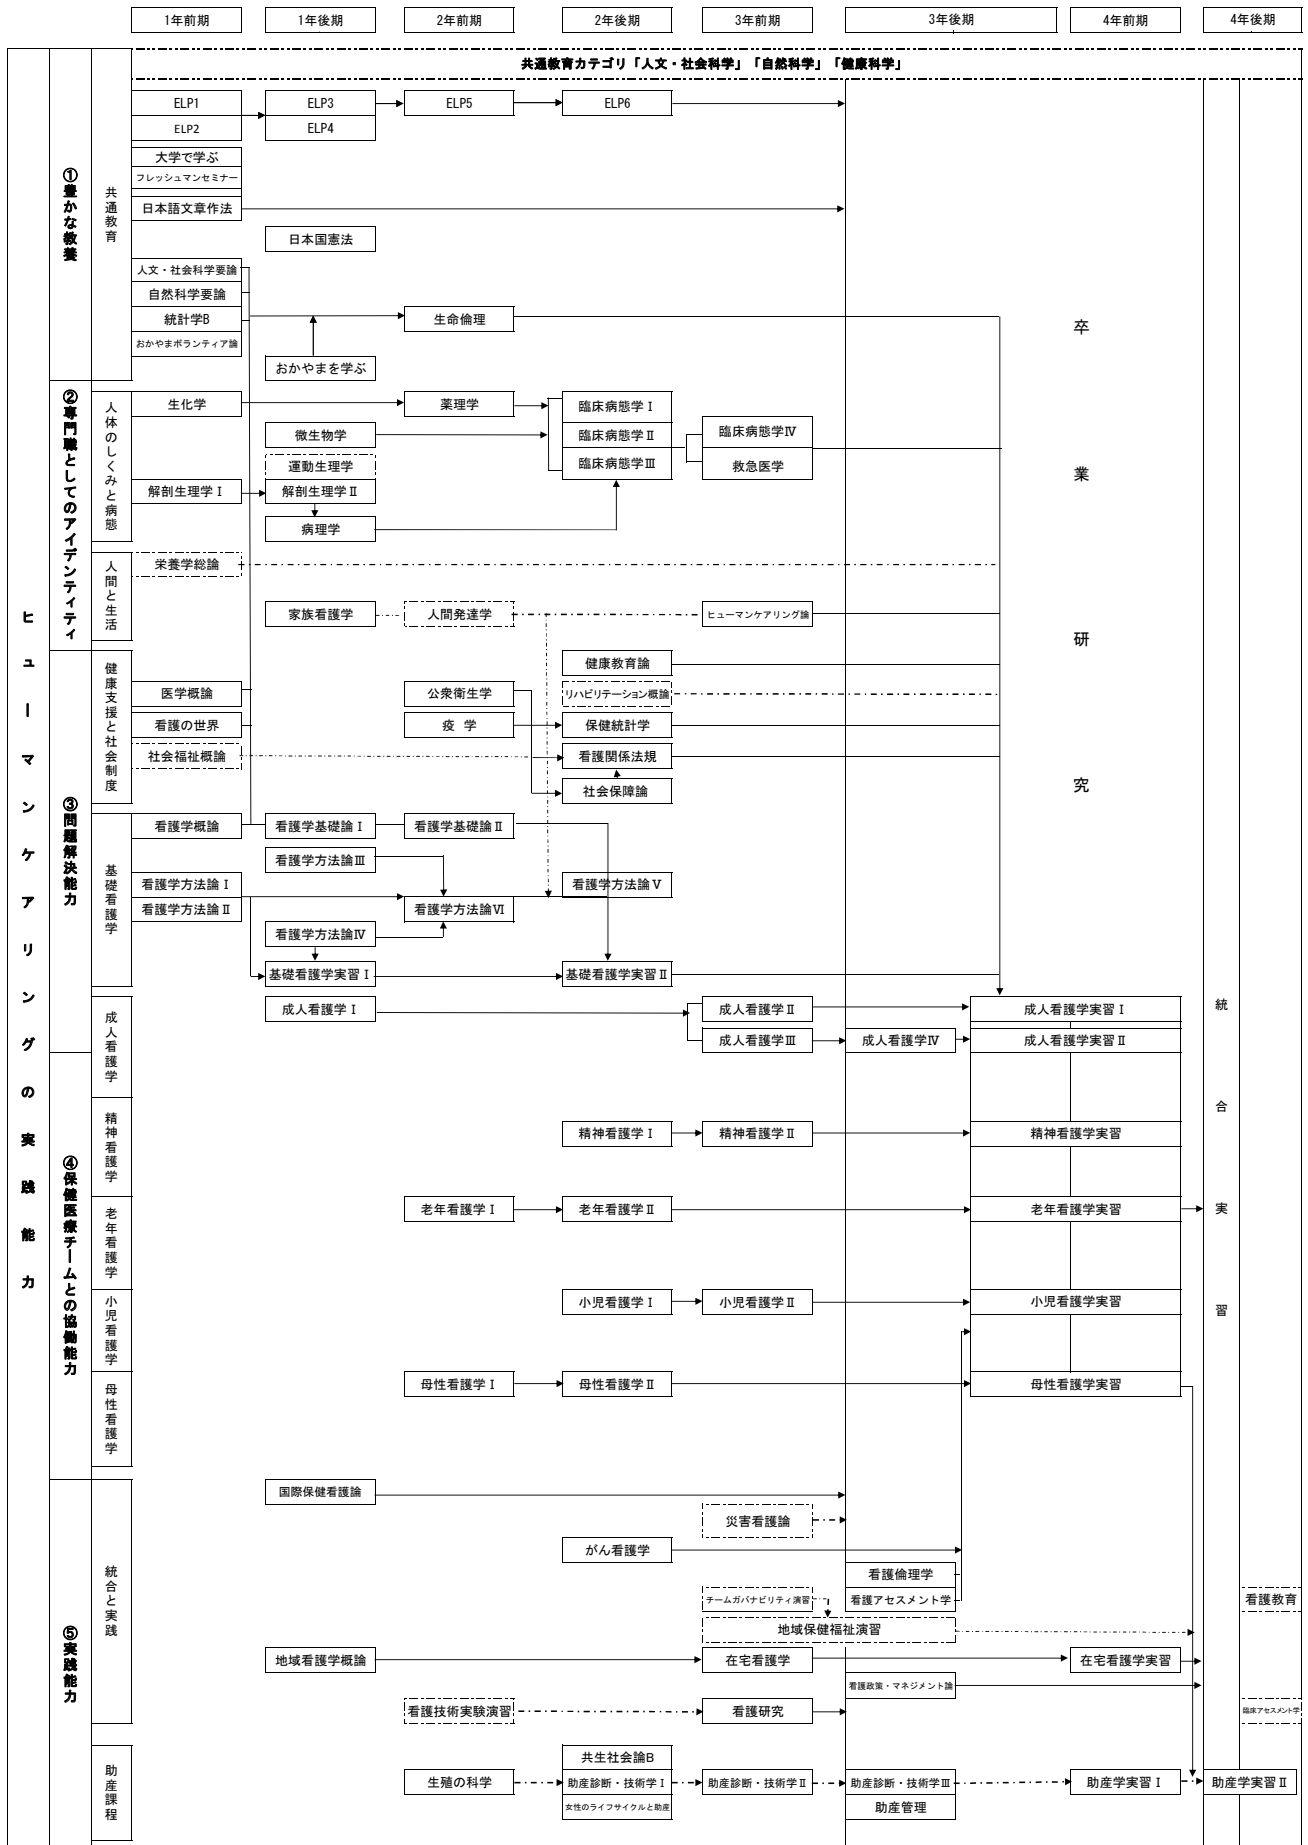 1年前期
1年後期
2年前期
2年後期
3年前期
3年後期
4年前期
4年後期
共通教育カテゴリ「人文・社会科学」「自然科学」「健康科学」
ヒューマンケアリングの実践能力
①豊かな教養
共通教育
ELP1
ELP3
ELP5
ELP6
ELP2
ELP4
大学で学ぶ
フレッシュマンセミナー
日本語文章作法
日本国憲法
人文・社会科学要論
自然科学要論
統計学B
生命倫理
おかやまボランティア論
おかやまを学ぶ
卒業研究
②専門職としてのアイデンティティ
人体のしくみと病態
生化学
薬理学
臨床病態学Ⅰ
微生物学
臨床病態学Ⅱ
臨床病態学Ⅳ
運動生理学
臨床病態学Ⅲ
救急医学
解剖生理学Ⅰ
解剖生理学Ⅱ
病理学
人間と生活
栄養学総論
家族看護学
人間発達学
ヒューマンケアリング論
③問題解決能力
健康支援と社会制度
健康教育論
医学概論
公衆衛生学
リハビリテーション概論
看護の世界
疫 学
保健統計学
社会福祉概論
看護関係法規
社会保障論
基礎看護学
看護学概論
看護学基礎論Ⅰ
看護学基礎論Ⅱ
看護学方法論Ⅲ
看護学方法論Ⅰ
看護学方法論Ⅴ
看護学方法論Ⅱ
看護学方法論Ⅵ
看護学方法論Ⅳ
基礎看護学実習Ⅰ
基礎看護学実習Ⅱ
成人看護学
成人看護学Ⅰ
成人看護学Ⅱ
成人看護学実習Ⅰ
成人看護学Ⅲ
成人看護学Ⅳ
成人看護学実習Ⅱ
統合実習
④保健医療チームとの協働能力
精神看護学
精神看護学Ⅰ
精神看護学Ⅱ
精神看護学実習
老年看護学
老年看護学Ⅰ
老年看護学Ⅱ
老年看護学実習
小児看護学
小児看護学Ⅰ
小児看護学Ⅱ
小児看護学実習
母性看護学
母性看護学Ⅰ
母性看護学Ⅱ
母性看護学実習
⑤実践能力
統合と実践
国際保健看護論
災害看護論
がん看護学
看護倫理学
チームガバナビリティ演習
看護アセスメント学
看護教育
地域保健福祉演習
地域看護学概論
在宅看護学
在宅看護学実習
看護政策・マネジメント論
看護技術実験演習
看護研究
臨床アセスメント学
助産課程
共生社会論B
生殖の科学
助産診断・技術学Ⅰ
助産診断・技術学Ⅱ
助産診断・技術学Ⅲ
助産学実習Ⅰ
助産学実習Ⅱ
女性のライフサイクルと助産
助産管理